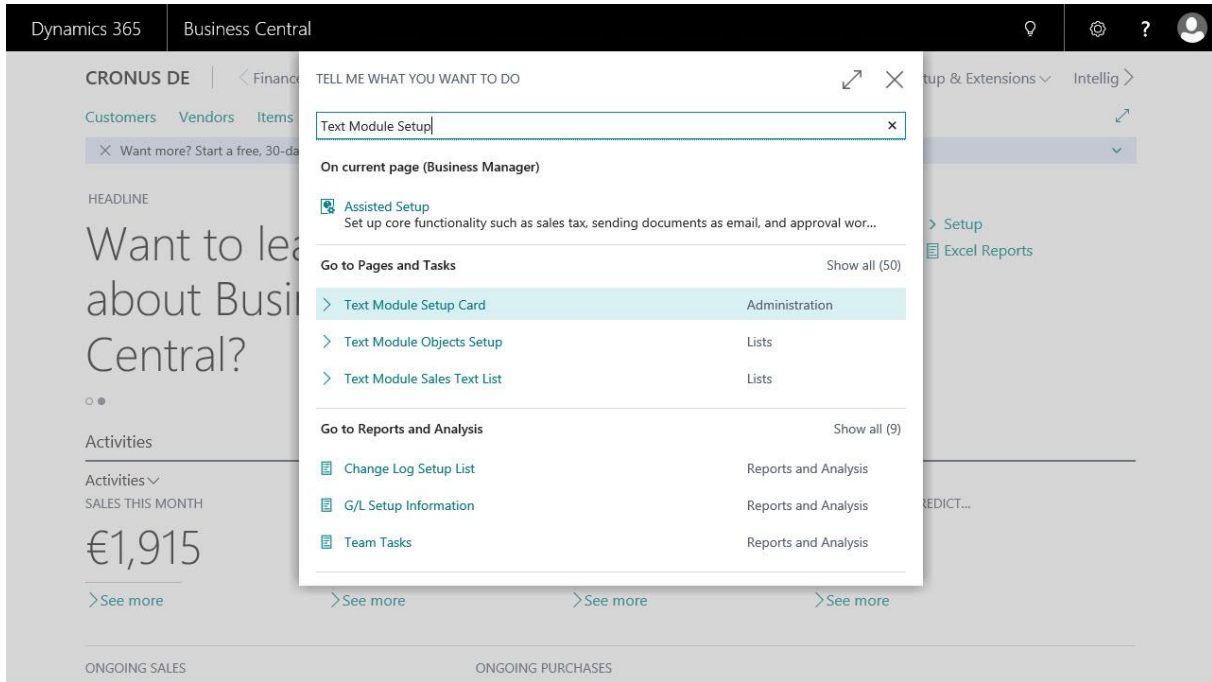 Dynamics 365 Business Central ?
CRONUS DE Finance tup & Extensions Intellig
Customers Vendors Items
Want more? Start a free, 30-da
HEADLINE
Want to lea
about Busin
Central?
Setup
Excel Reports
TELL ME WHAT YOU WANT TO DO
Text Module Setup
On current page (Business Manager)
Assisted Setup
Set up core functionality such as sales tax, sending documents as email, and approval wor...
Go to Pages and Tasks Show all (50)
Text Module Setup Card Administration
Text Module Objects Setup Lists
Text Module Sales Text List Lists
Go to Reports and Analysis Show all (9)
Change Log Setup List Reports and Analysis
G/L Setup Information Reports and Analysis
Team Tasks Reports and Analysis
Activities
Activities
SALES THIS MONTH REDICT...
€1,915
See more See more See more See more
ONGOING SALES ONGOING PURCHASES